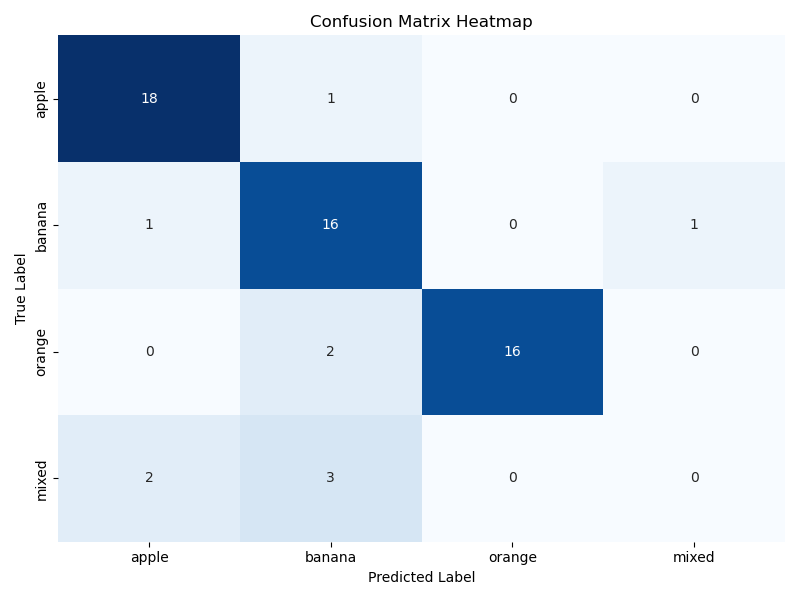 Confusion Matrix Heatmap
True Label
apple 18 1 0 0
banana 1 16 0 1
orange 0 2 16 0
mixed 2 3 0 0
apple banana orange mixed
Predicted Label